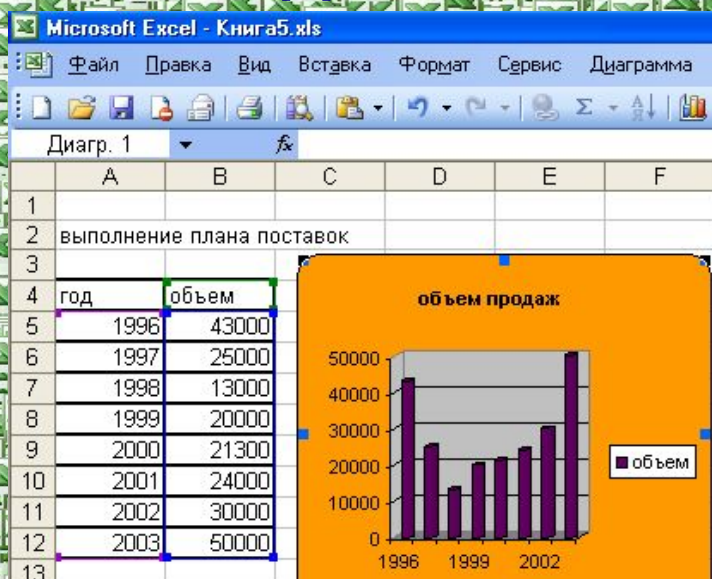 Microsoft Excel - Книга5.xls
Файл Правка Вид Вставка Формат Сервис Диаграмма
Диагр. 1 fx
A B C D E F
1
2 выполнение плана поставок
3
4 год объем
5 1996 43000
6 1997 25000
7 1998 13000
8 1999 20000
9 2000 21300
10 2001 24000
11 2002 30000
12 2003 50000
13
объем продаж
50000
40000
30000
20000
10000
0
1996 1999 2002
объем